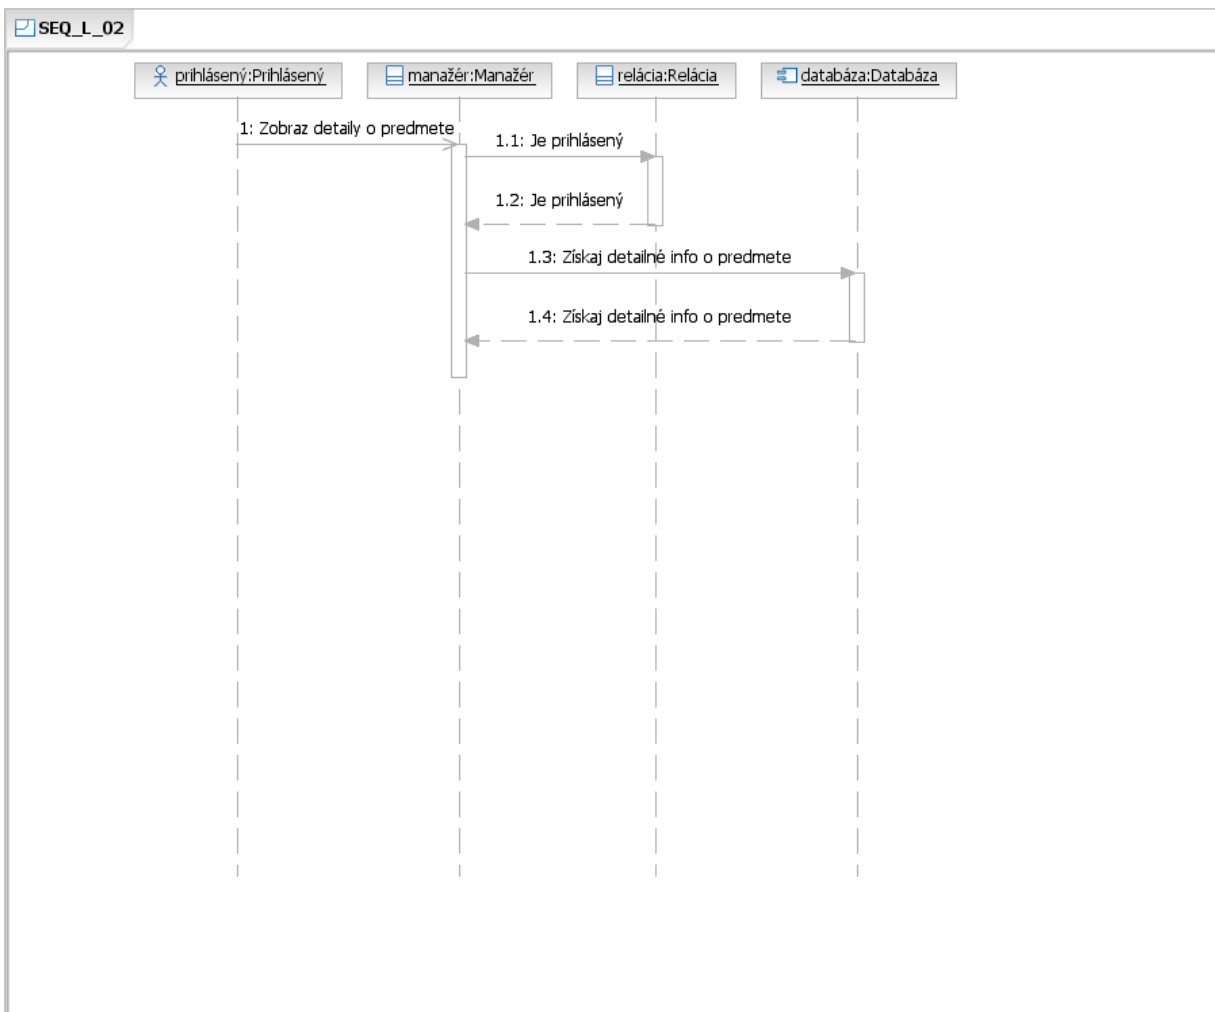 SEQ_L_02
prihlásený:Prihlásený
manažér:Manažér
relácia:Relácia
databáza:Databáza
1: Zobraz detaily o predmete
1.1: Je prihlásený
1.2: Je prihlásený
1.3: Získaj detailné info o predmete
1.4: Získaj detailné info o predmete